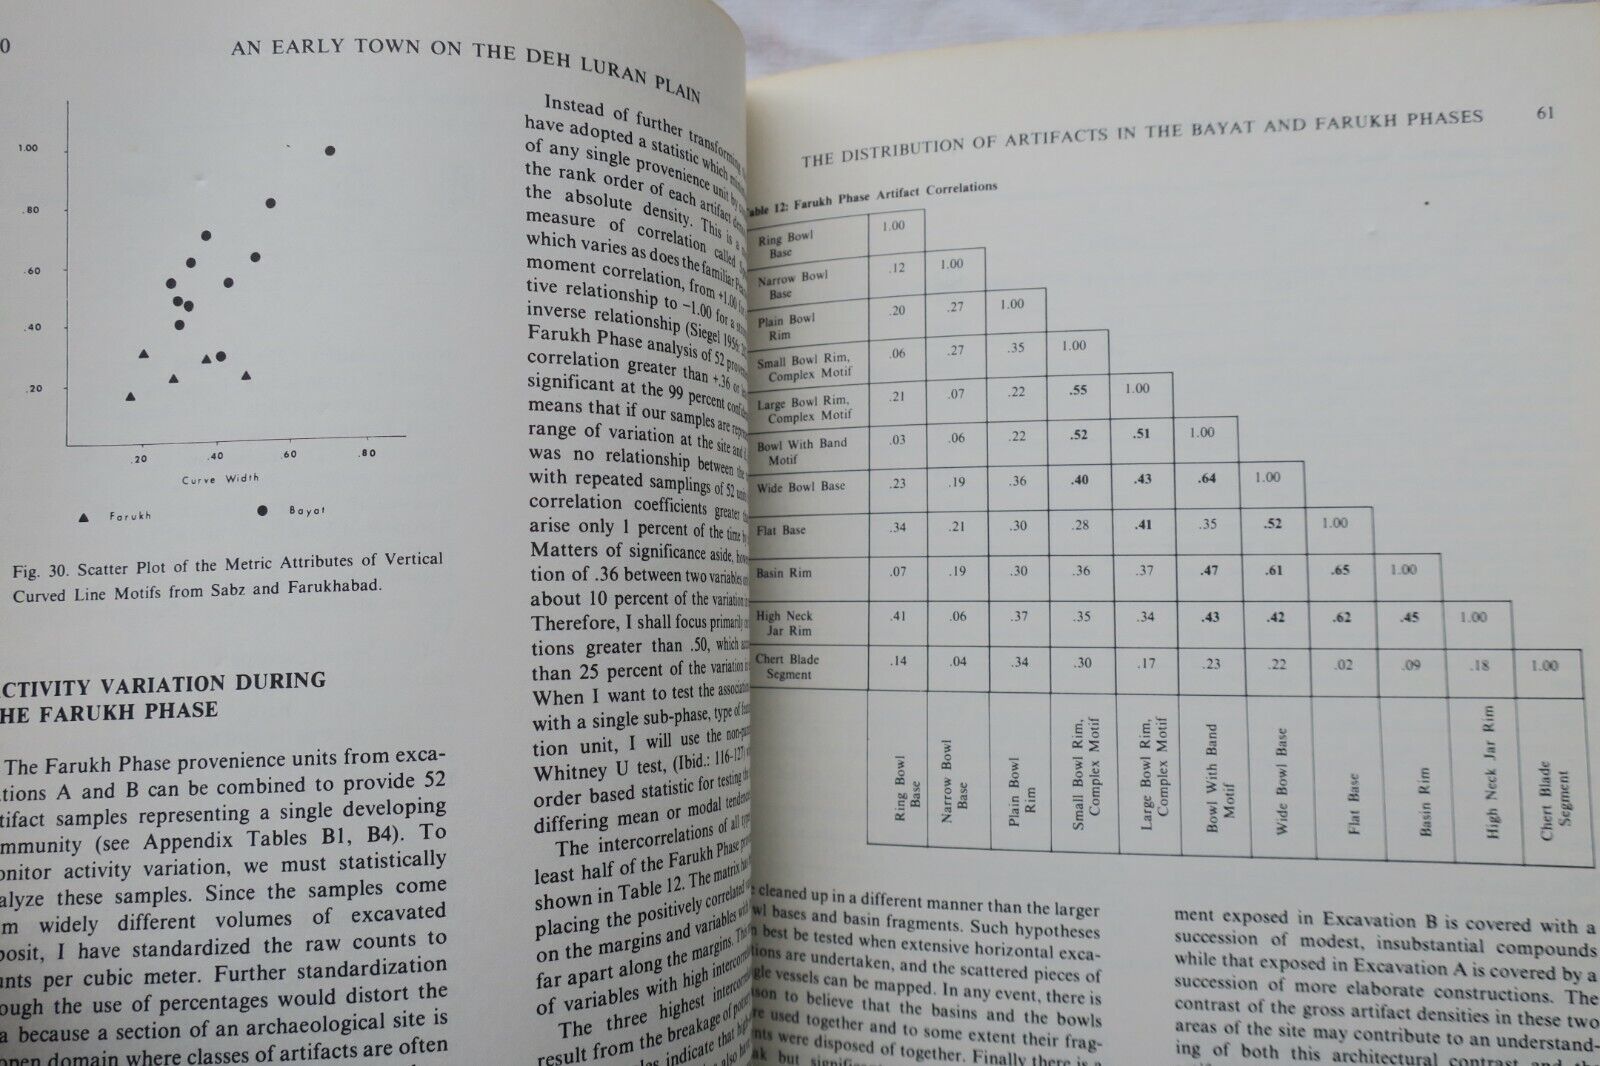 0
AN EARLY TOWN ON THE DEH LURAN PLAIN
1.00
.80
.60
.40
.20
.20 .40 .60 .80
Curve Width
▲ Farukh ● Bayat
Fig. 30. Scatter Plot of the Metric Attributes of Vertical
Curved Line Motifs from Sabz and Farukhabad.
CTIVITY VARIATION DURING
HE FARUKH PHASE
The Farukh Phase provenience units from exca-
tions A and B can be combined to provide 52
tifact samples representing a single developing
mmunity (see Appendix Tables B1, B4). To
onitor activity variation, we must statistically
alyze these samples. Since the samples come
m widely different volumes of excavated
posit, I have standardized the raw counts to
unts per cubic meter. Further standardization
ough the use of percentages would distort the
a because a section of an archaeological site is
open domain where classes of artifacts are often
Instead of further transforming
have adopted a statistic which
of any single provenience unit by
the rank order of each artifact
the absolute density. This is a
measure of correlation called
which varies as does the familiar
moment correlation, from +1.00 for
tive relationship to −1.00 for a
inverse relationship (Siegel 1956:
Farukh Phase analysis of 52
correlation greater than +.36 or
significant at the 99 percent
means that if our samples are
range of variation at the site and
was no relationship between the
with repeated samplings of 52
correlation coefficients greater
arise only 1 percent of the time
Matters of significance aside,
tion of .36 between two variables
about 10 percent of the variation
Therefore, I shall focus primarily
tions greater than .50, which
than 25 percent of the variation
When I want to test the association
with a single sub-phase, type of
tion unit, I will use the
Whitney U test, (Ibid.: 116-127)
order based statistic for testing
differing mean or modal
The intercorrelations of all
least half of the Farukh Phase
shown in Table 12. The matrix has
placing the positively correlated
on the margins and variables with
far apart along the margins.
of variables with high
The three highest
result from the breakage of
les indicate that
also
THE DISTRIBUTION OF ARTIFACTS IN THE BAYAT AND FARUKH PHASES 61
able 12: Farukh Phase Artifact Correlations
Ring Bowl Base 1.00
Narrow Bowl Base .12 1.00
Plain Bowl Rim .20 .27 1.00
Small Bowl Rim, Complex Motif .06 .27 .35 1.00
Large Bowl Rim, Complex Motif .21 .07 .22 .55 1.00
Bowl With Band Motif .03 .06 .22 .52 .51 1.00
Wide Bowl Base .23 .19 .36 .40 .43 .64 1.00
Flat Base .34 .21 .30 .28 .41 .35 .52 1.00
Basin Rim .07 .19 .30 .36 .37 .47 .61 .65 1.00
High Neck Jar Rim .41 .06 .37 .35 .34 .43 .42 .62 .45 1.00
Chert Blade Segment .14 .04 .34 .30 .17 .23 .22 .02 .09 .18 1.00
Ring Bowl Base
Narrow Bowl Base
Plain Bowl Rim
Small Bowl Rim, Complex Motif
Large Bowl Rim, Complex Motif
Bowl With Band Motif
Wide Bowl Base
Flat Base
Basin Rim
High Neck Jar Rim
Chert Blade Segment
cleaned up in a different manner than the larger
wl bases and basin fragments. Such hypotheses
n best be tested when extensive horizontal exca-
tions are undertaken, and the scattered pieces of
gle vessels can be mapped. In any event, there is
son to believe that the basins and the bowls
re used together and to some extent their frag-
nts were disposed of together. Finally there is a
ak but
ment exposed in Excavation B is covered with a
succession of modest, insubstantial compounds
while that exposed in Excavation A is covered by a
succession of more elaborate constructions. The
contrast of the gross artifact densities in these two
areas of the site may contribute to an understand-
ing of both this architectural contrast and the